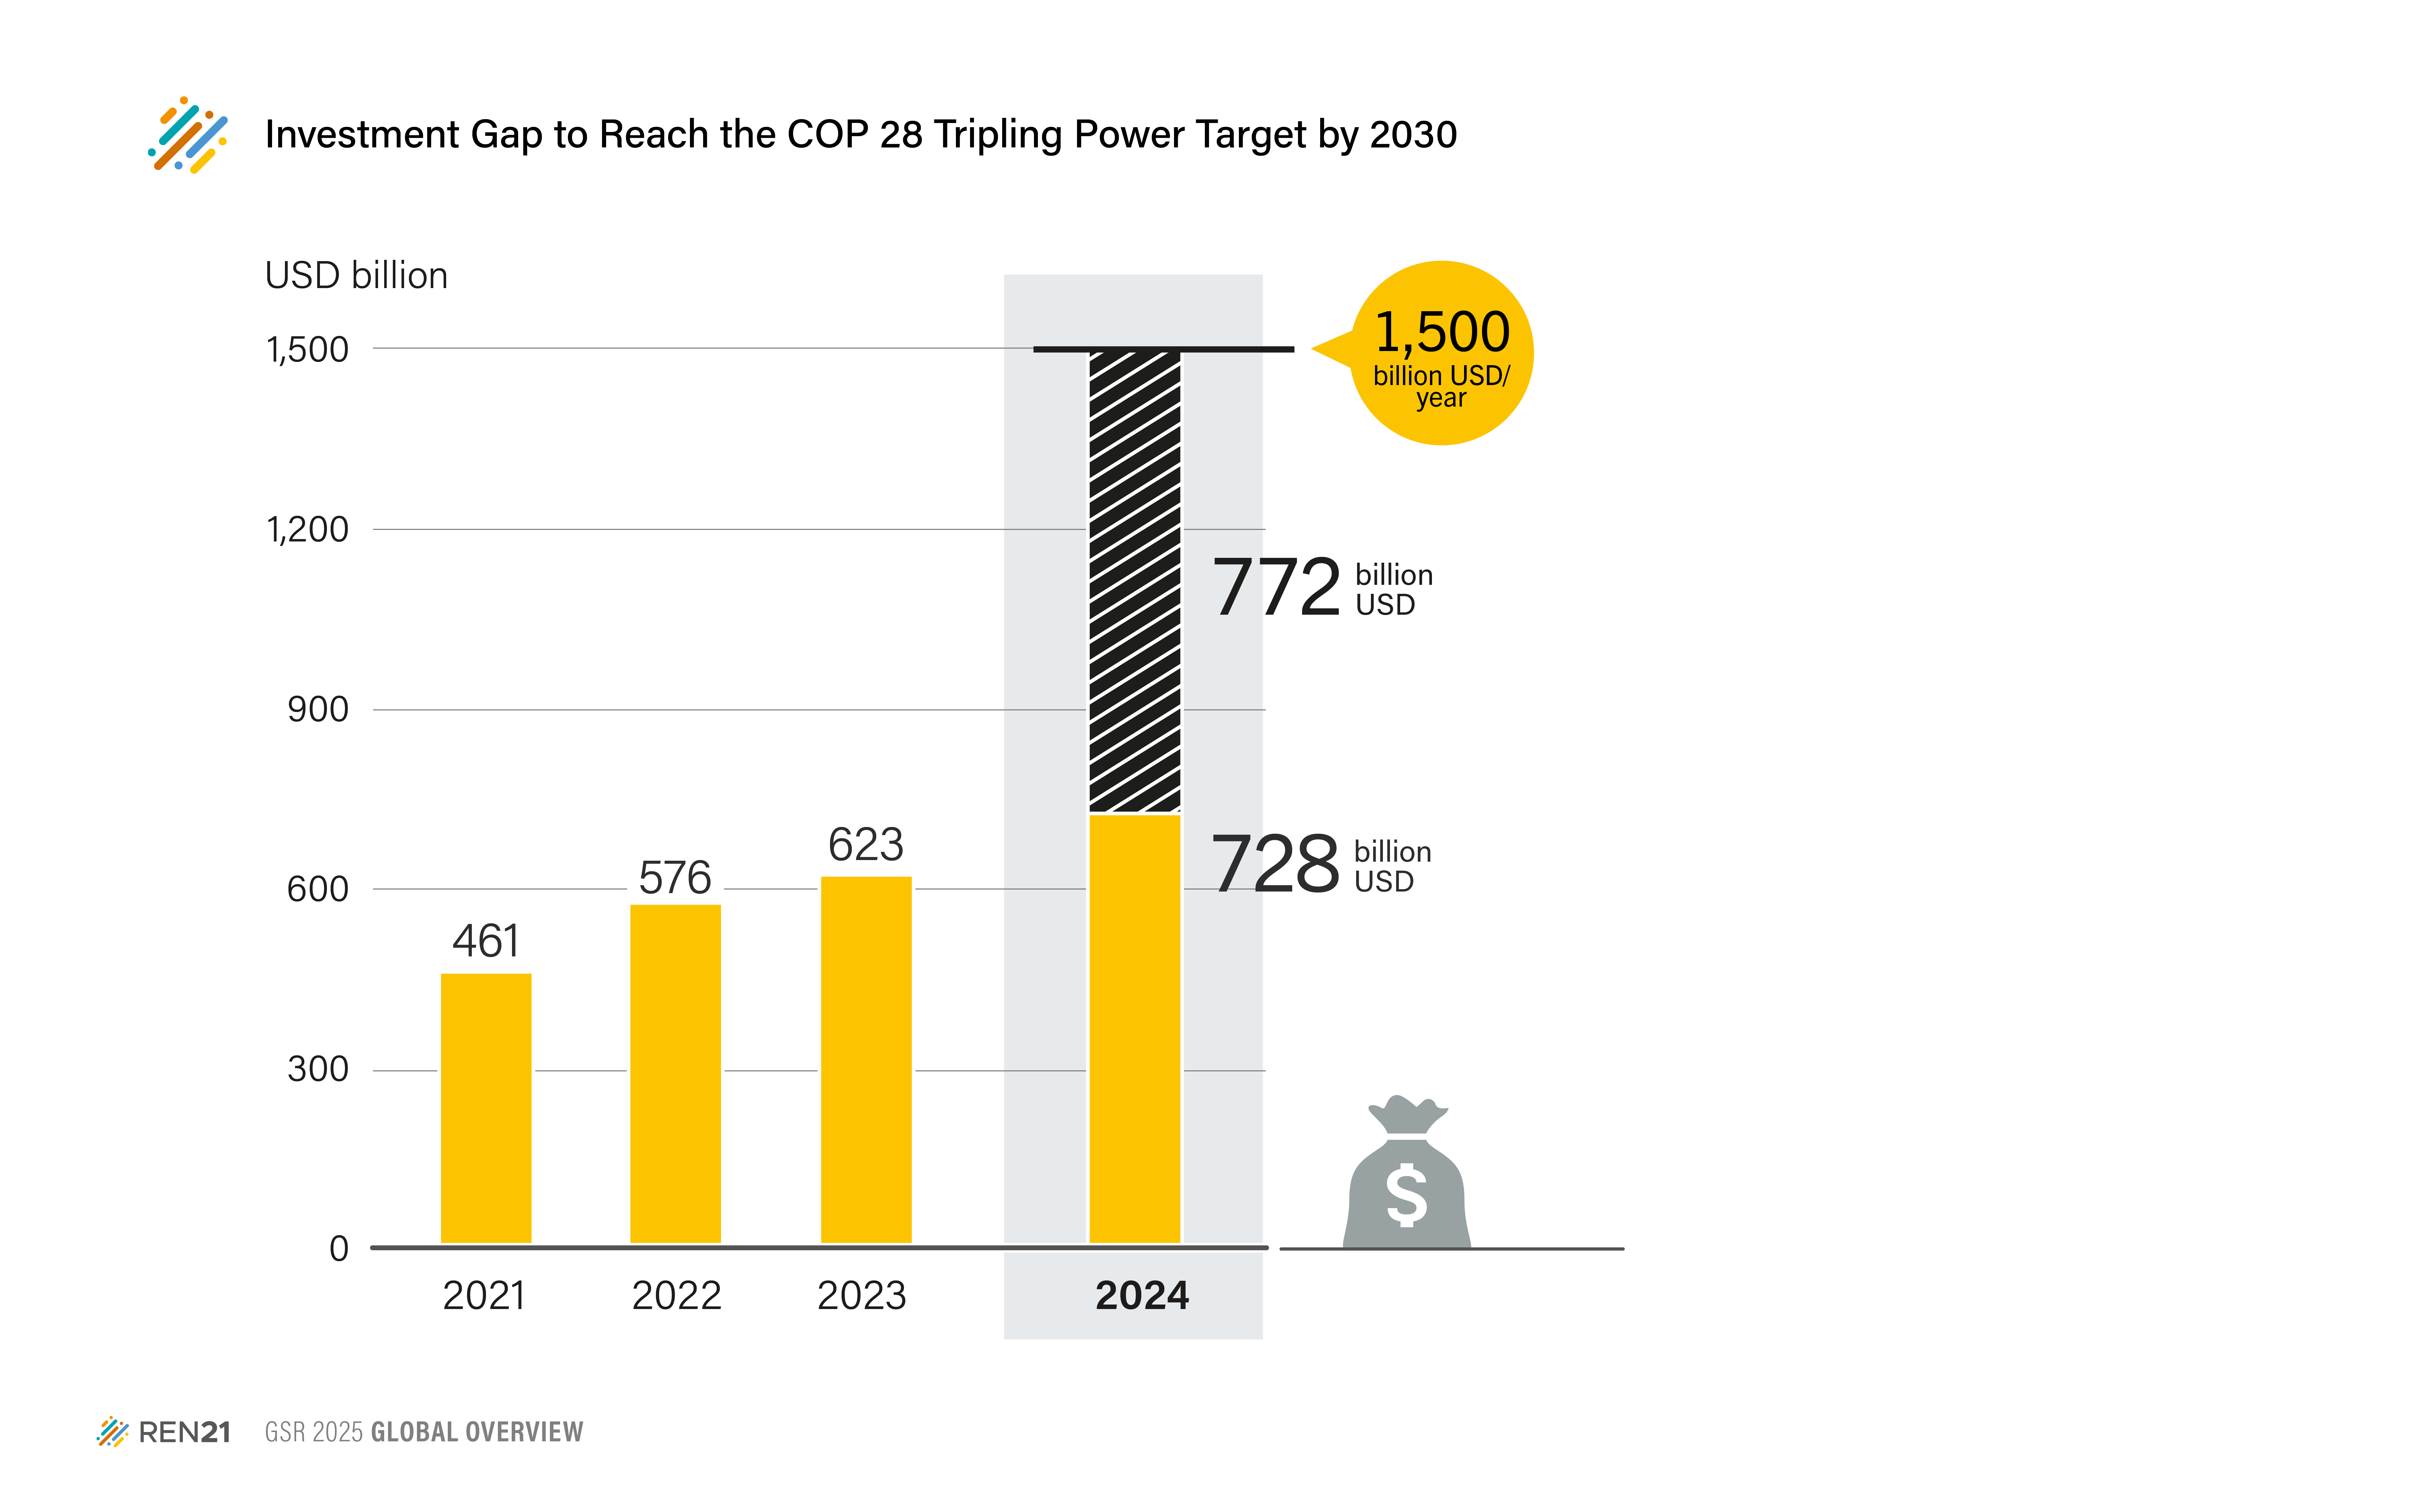 Investment Gap to Reach the COP 28 Tripling Power Target by 2030
USD billion
1,500
1,200
900
600
300
0
461
576
623
1,500
billion USD/
year
772 billion
USD
728 billion
USD
$
2021
2022
2023
2024
REN21
GSR 2025 GLOBAL OVERVIEW